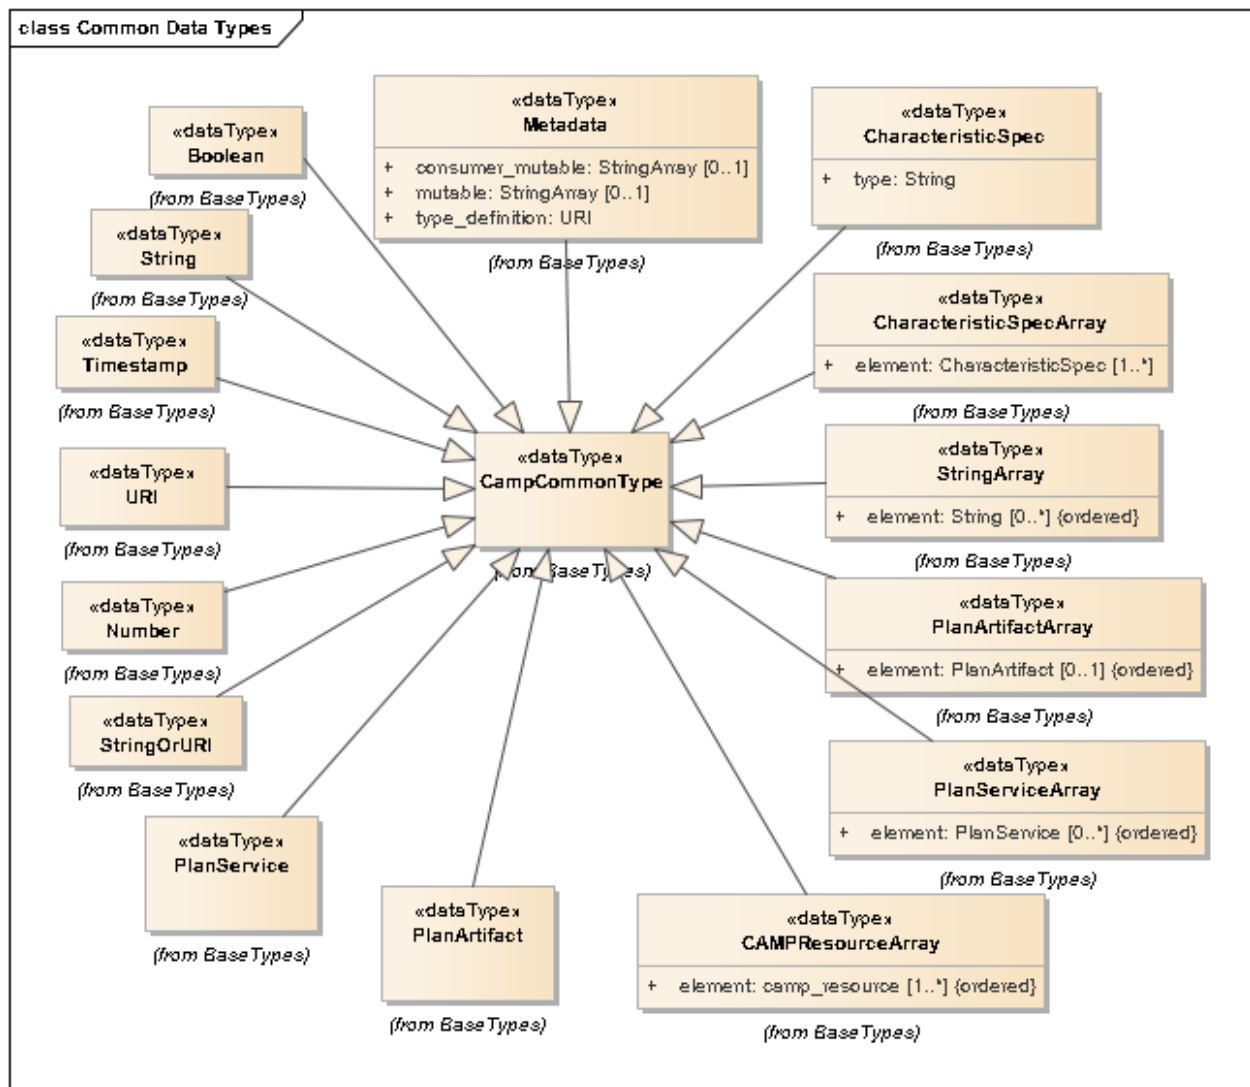 class Common Data Types
«dataType»
Boolean
(from BaseTypes)
«dataType»
Metadata
+ consumer_mutable: StringArray [0..1]
+ mutable: StringArray [0..1]
+ type_definition: URI
(from BaseTypes)
«dataType»
CharacteristicSpec
+ type: String
(from BaseTypes)
«dataType»
String
(from BaseTypes)
«dataType»
CharacteristicSpecArray
+ element: CharacteristicSpec [1..*]
(from BaseTypes)
«dataType»
Timestamp
(from BaseTypes)
«dataType»
CampCommonType
(from BaseTypes)
«dataType»
StringArray
+ element: String [0..*] {ordered}
(from BaseTypes)
«dataType»
URI
(from BaseTypes)
«dataType»
Number
(from BaseTypes)
«dataType»
PlanArtifactArray
+ element: PlanArtifact [0..1] {ordered}
(from BaseTypes)
«dataType»
StringOrURI
(from BaseTypes)
«dataType»
PlanServiceArray
+ element: PlanService [0..*] {ordered}
(from BaseTypes)
«dataType»
PlanService
(from BaseTypes)
«dataType»
PlanArtifact
(from BaseTypes)
«dataType»
CAMPResourceArray
+ element: camp_resource [1..*] {ordered}
(from BaseTypes)